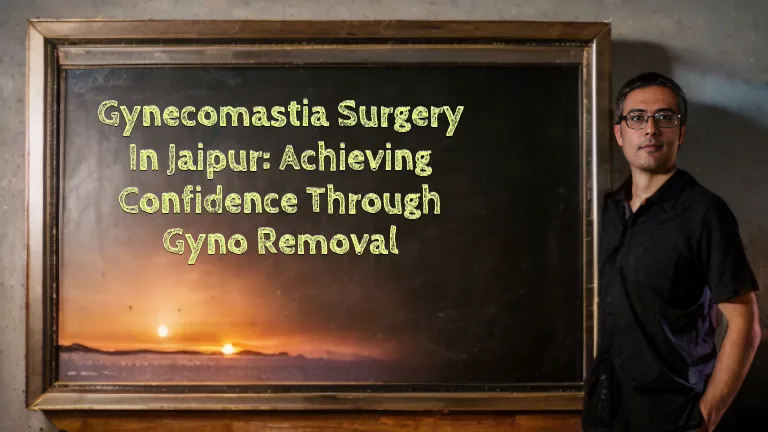 Gynecomastia Surgery
In Jaipur: Achieving
Confidence Through
Gyno Removal